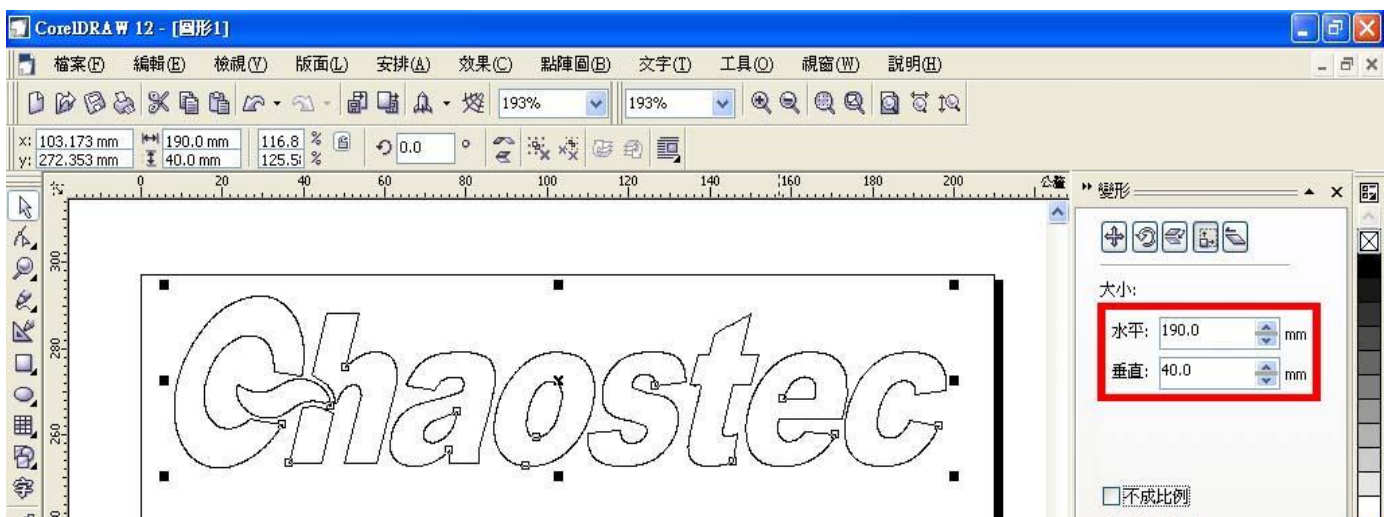 CorelDRAW 12 - [圖形1]
檔案(F) 編輯(E) 檢視(V) 版面(L) 安排(A) 效果(C) 點陣圖(B) 文字(T) 工具(O) 視窗(W) 說明(H)
193% 193%
x: 103.173 mm 190.0 mm 116.8 %
y: 272.353 mm 40.0 mm 125.5 %
0.0 °
0 20 40 60 80 100 120 140 160 180 200 公釐
變形
300
大小:
水平: 190.0 mm
280
垂直: 40.0 mm
Chaostec
260
字
不成比例